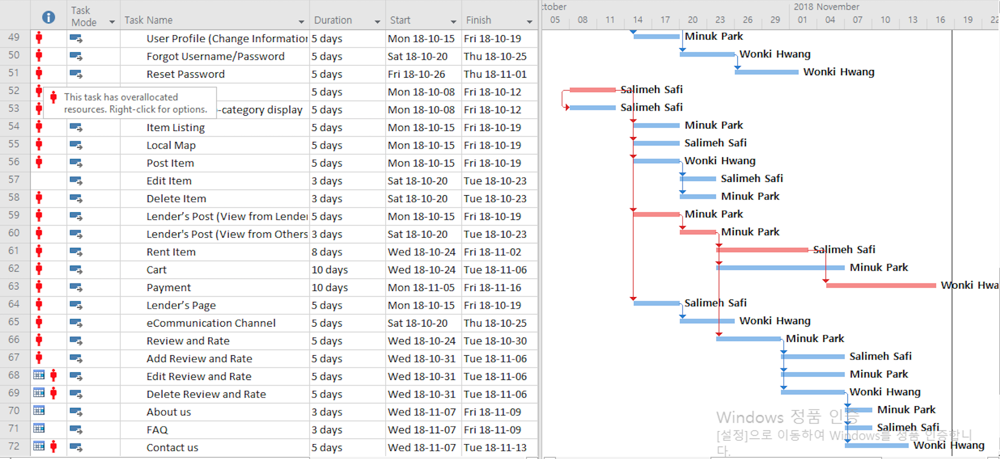 Task Mode
Task Name
Duration
Start
Finish
tober
2018 November
05 08 11 14 17 20 23 26 29 01 04 07 10 13 16 19 22
49 User Profile (Change Information 5 days Mon 18-10-15 Fri 18-10-19 Minuk Park
50 Forgot Username/Password 5 days Sat 18-10-20 Thu 18-10-25 Wonki Hwang
51 Reset Password 5 days Fri 18-10-26 Thu 18-11-01 Wonki Hwang
52 5 days Mon 18-10-08 Fri 18-10-12 Salimeh Safi
This task has overallocated
resources. Right-click for options.
53 -category display 5 days Mon 18-10-08 Fri 18-10-12 Salimeh Safi
54 Item Listing 5 days Mon 18-10-15 Fri 18-10-19 Minuk Park
55 Local Map 5 days Mon 18-10-15 Fri 18-10-19 Salimeh Safi
56 Post Item 5 days Mon 18-10-15 Fri 18-10-19 Wonki Hwang
57 Edit Item 3 days Sat 18-10-20 Tue 18-10-23 Salimeh Safi
58 Delete Item 3 days Sat 18-10-20 Tue 18-10-23 Minuk Park
59 Lender’s Post (View from Lender 5 days Mon 18-10-15 Fri 18-10-19 Minuk Park
60 Lender's Post (View from Others 3 days Sat 18-10-20 Tue 18-10-23 Minuk Park
61 Rent Item 8 days Wed 18-10-24 Fri 18-11-02 Salimeh Safi
62 Cart 10 days Wed 18-10-24 Tue 18-11-06 Minuk Park
63 Payment 10 days Mon 18-11-05 Fri 18-11-16 Wonki Hwa
64 Lender’s Page 5 days Mon 18-10-15 Fri 18-10-19 Salimeh Safi
65 eCommunication Channel 5 days Sat 18-10-20 Thu 18-10-25 Wonki Hwang
66 Review and Rate 5 days Wed 18-10-24 Tue 18-10-30 Minuk Park
67 Add Review and Rate 5 days Wed 18-10-31 Tue 18-11-06 Salimeh Safi
68 Edit Review and Rate 5 days Wed 18-10-31 Tue 18-11-06 Minuk Park
69 Delete Review and Rate 5 days Wed 18-10-31 Tue 18-11-06 Wonki Hwang
70 About us 3 days Wed 18-11-07 Fri 18-11-09 Minuk Park
71 FAQ 3 days Wed 18-11-07 Fri 18-11-09 Salimeh Safi
72 Contact us 5 days Wed 18-11-07 Tue 18-11-13 Wonki Hwang
Windows 정품 인증
[설정]으로 이동하여 Windows를 정품 인증합니
다.